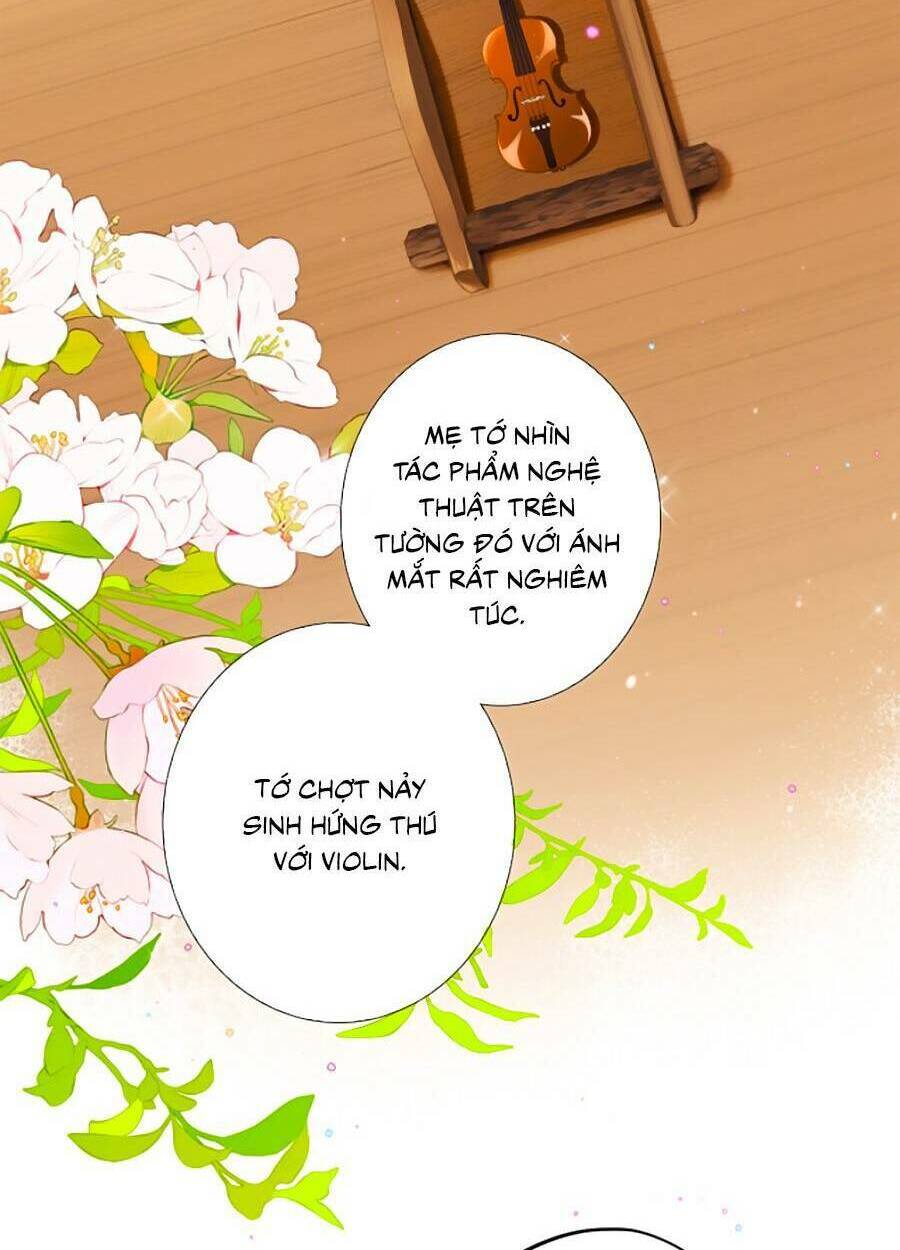 MẸ TỚ NHÌN
TÁC PHẨM NGHỆ
THUẬT TRÊN
TƯỜNG ĐÓ VỚI ÁNH
MẮT RẤT NGHIÊM
TÚC.
TỚ CHỢT NẢY
SINH HỨNG THÚ
VỚI VIOLIN.